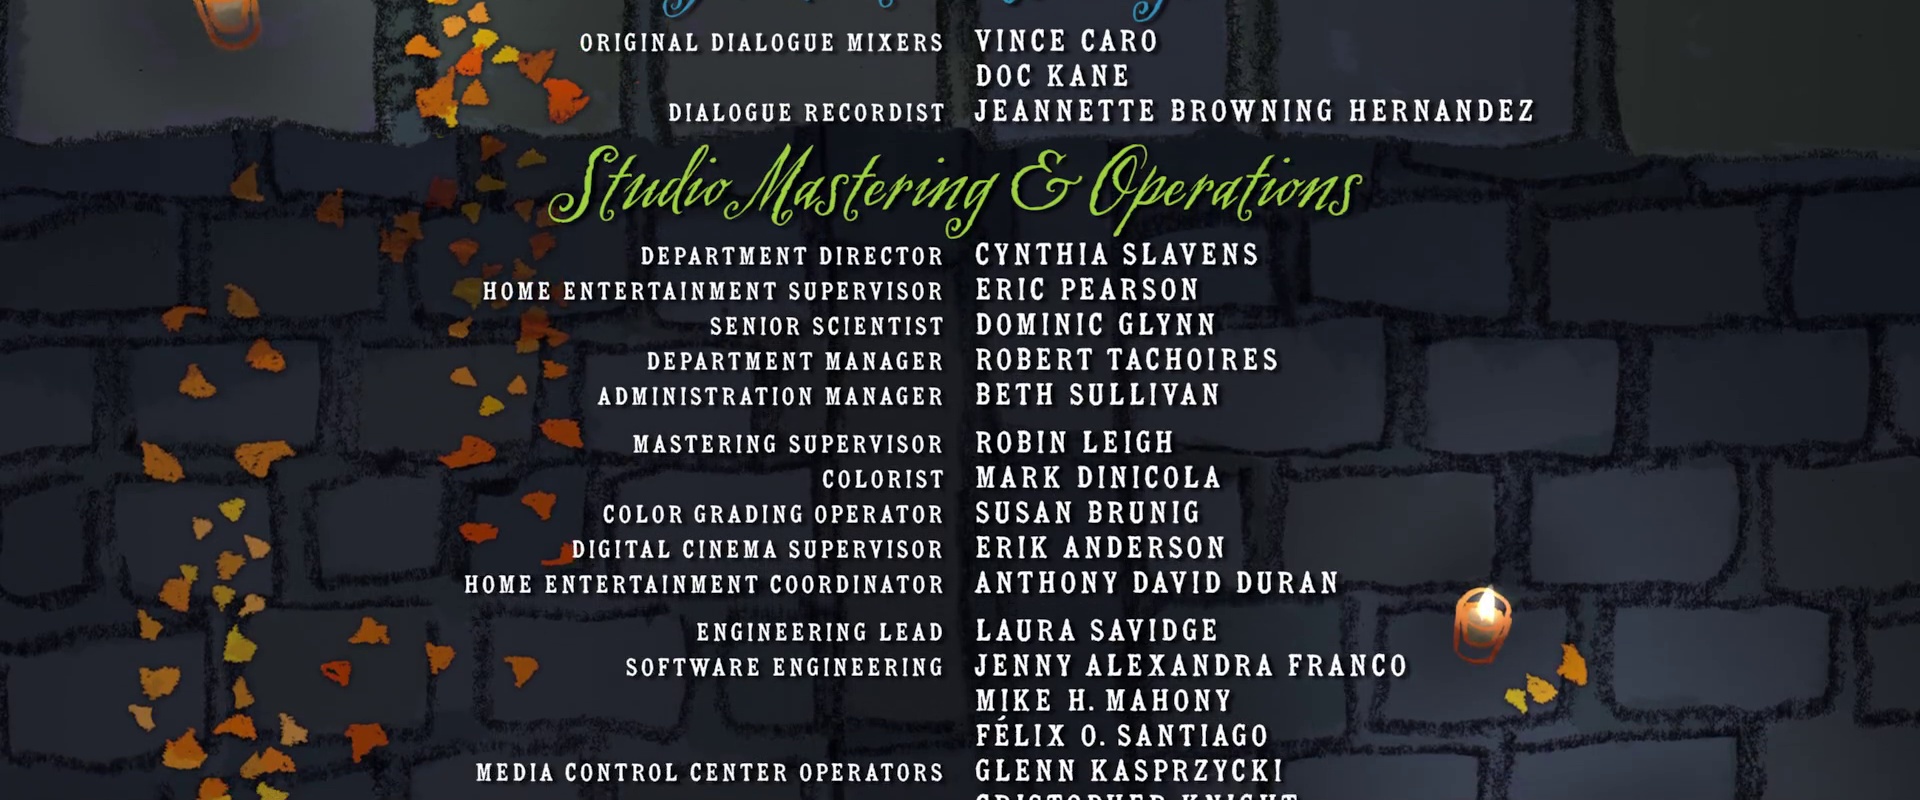 ORIGINAL DIALOGUE MIXERS VINCE CARO
DOC KANE
DIALOGUE RECORDIST JEANNETTE BROWNING HERNANDEZ
Studio Mastering & Operations
DEPARTMENT DIRECTOR CYNTHIA SLAVENS
HOME ENTERTAINMENT SUPERVISOR ERIC PEARSON
SENIOR SCIENTIST DOMINIC GLYNN
DEPARTMENT MANAGER ROBERT TACHOIRES
ADMINISTRATION MANAGER BETH SULLIVAN
MASTERING SUPERVISOR ROBIN LEIGH
COLORIST MARK DINICOLA
COLOR GRADING OPERATOR SUSAN BRUNIG
DIGITAL CINEMA SUPERVISOR ERIK ANDERSON
HOME ENTERTAINMENT COORDINATOR ANTHONY DAVID DURAN
ENGINEERING LEAD LAURA SAVIDGE
SOFTWARE ENGINEERING JENNY ALEXANDRA FRANCO
MIKE H. MAHONY
FÉLIX O. SANTIAGO
MEDIA CONTROL CENTER OPERATORS GLENN KASPRZYCKI